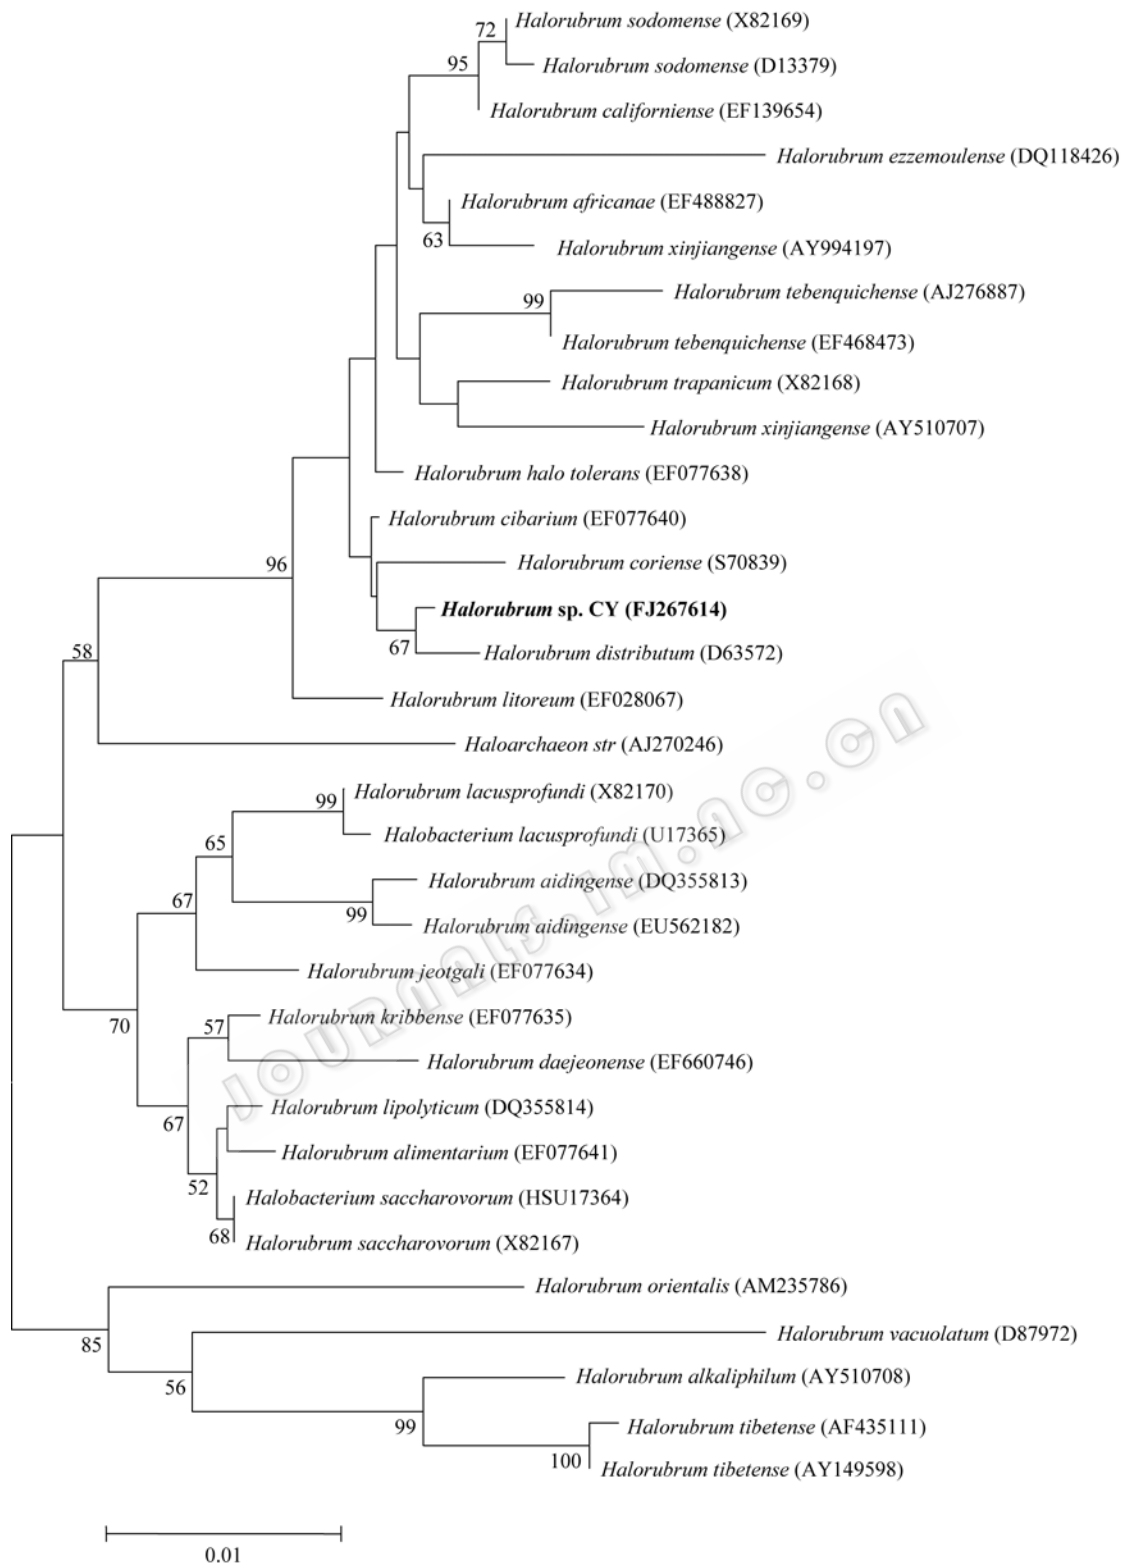 72
Halorubrum sodomense (X82169)
95
Halorubrum sodomense (D13379)
Halorubrum californiense (EF139654)
Halorubrum ezzemoulense (DQ118426)
Halorubrum africanae (EF488827)
63
Halorubrum xinjiangense (AY994197)
99
Halorubrum tebenquichense (AJ276887)
Halorubrum tebenquichense (EF468473)
Halorubrum trapanicum (X82168)
Halorubrum xinjiangense (AY510707)
Halorubrum halo tolerans (EF077638)
Halorubrum cibarium (EF077640)
96
Halorubrum coriense (S70839)
Halorubrum sp. CY (FJ267614)
67
Halorubrum distributum (D63572)
58
Halorubrum litoreum (EF028067)
Haloarchaeon str (AJ270246)
99
Halorubrum lacusprofundi (X82170)
Halobacterium lacusprofundi (U17365)
65
Halorubrum aidingense (DQ355813)
67
99
Halorubrum aidingense (EU562182)
Halorubrum jeotgali (EF077634)
70
57
Halorubrum kribbense (EF077635)
Halorubrum daejeonense (EF660746)
Halorubrum lipolyticum (DQ355814)
67
Halorubrum alimentarium (EF077641)
52
Halobacterium saccharovorum (HSU17364)
68
Halorubrum saccharovorum (X82167)
Halorubrum orientalis (AM235786)
85
Halorubrum vacuolatum (D87972)
56
Halorubrum alkaliphilum (AY510708)
99
Halorubrum tibetense (AF435111)
100
Halorubrum tibetense (AY149598)
0.01
JOURNALS.IM.AC.CN